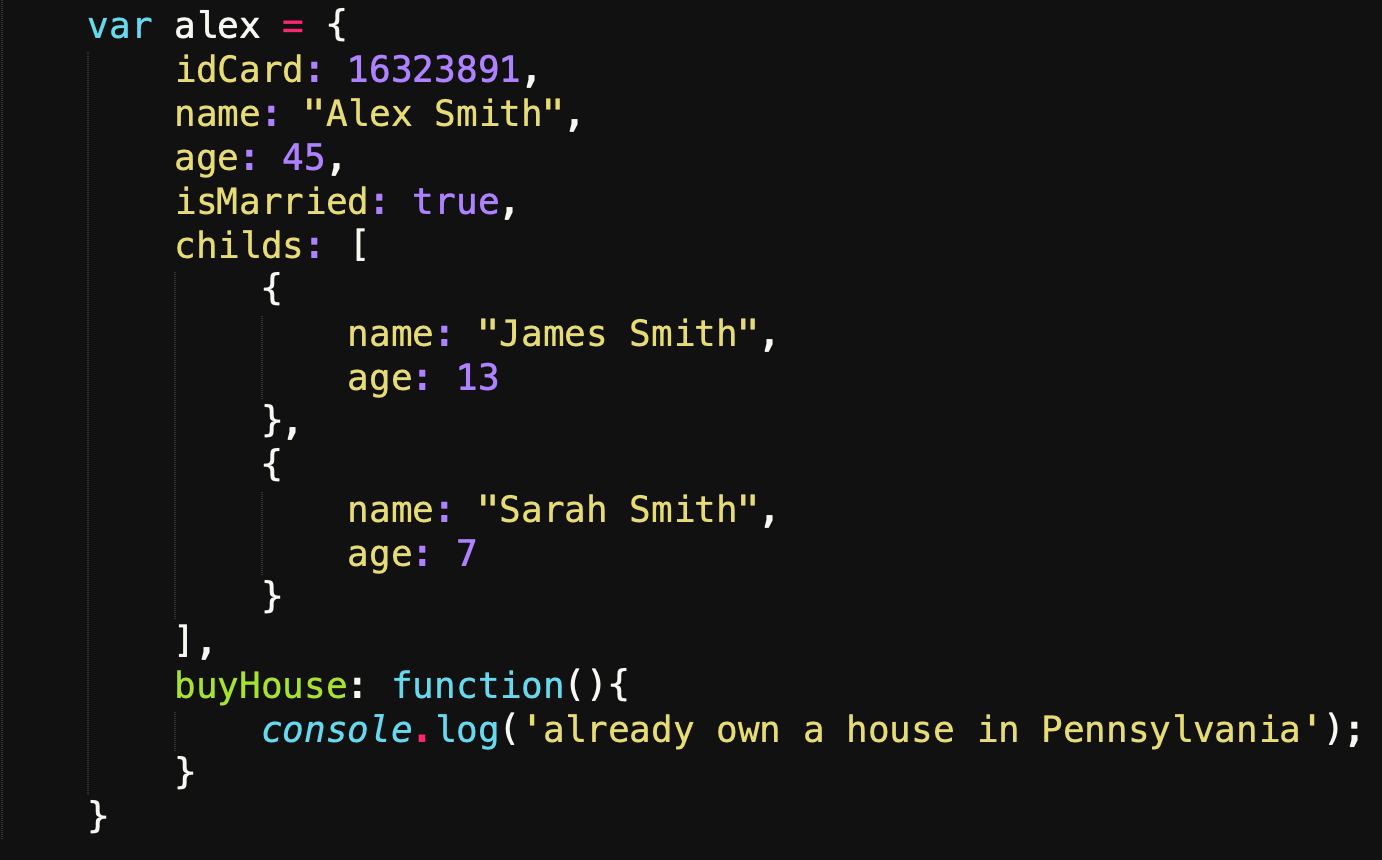 var alex = {
    idCard: 16323891,
    name: "Alex Smith",
    age: 45,
    isMarried: true,
    childs: [
        {
            name: "James Smith",
            age: 13
        },
        {
            name: "Sarah Smith",
            age: 7
        }
    ],
    buyHouse: function(){
        console.log('already own a house in Pennsylvania');
    }
}